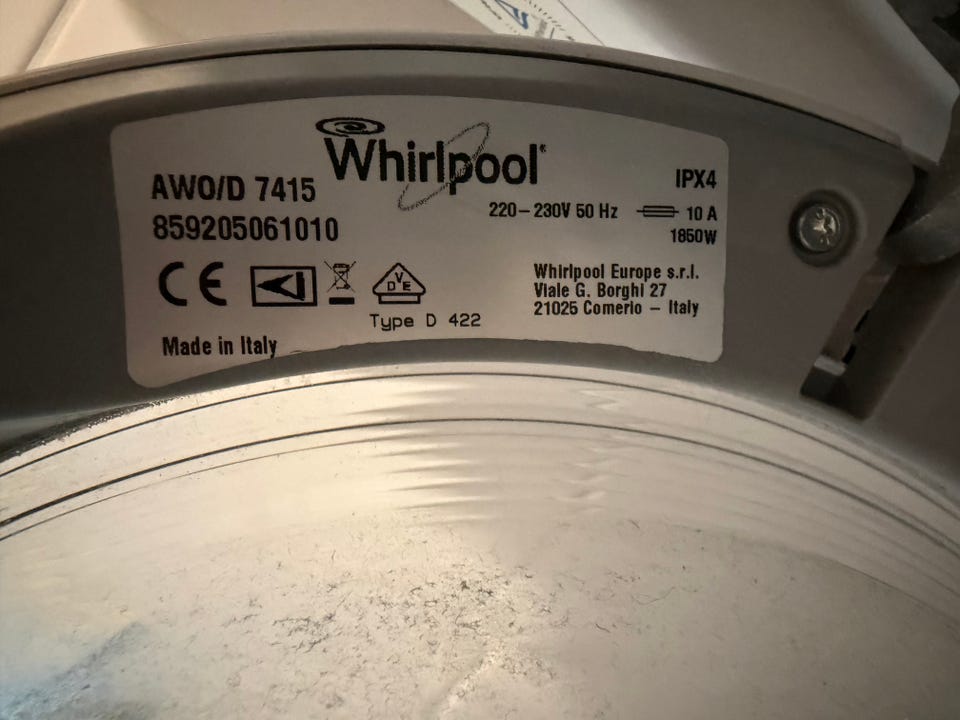 Whirlpool
AWO/D 7415
859205061010
IPX4
220-230V 50 Hz 10 A
1850W
CE
VDE
Type D 422
Whirlpool Europe s.r.l.
Viale G. Borghi 27
21025 Comerio – Italy
Made in Italy